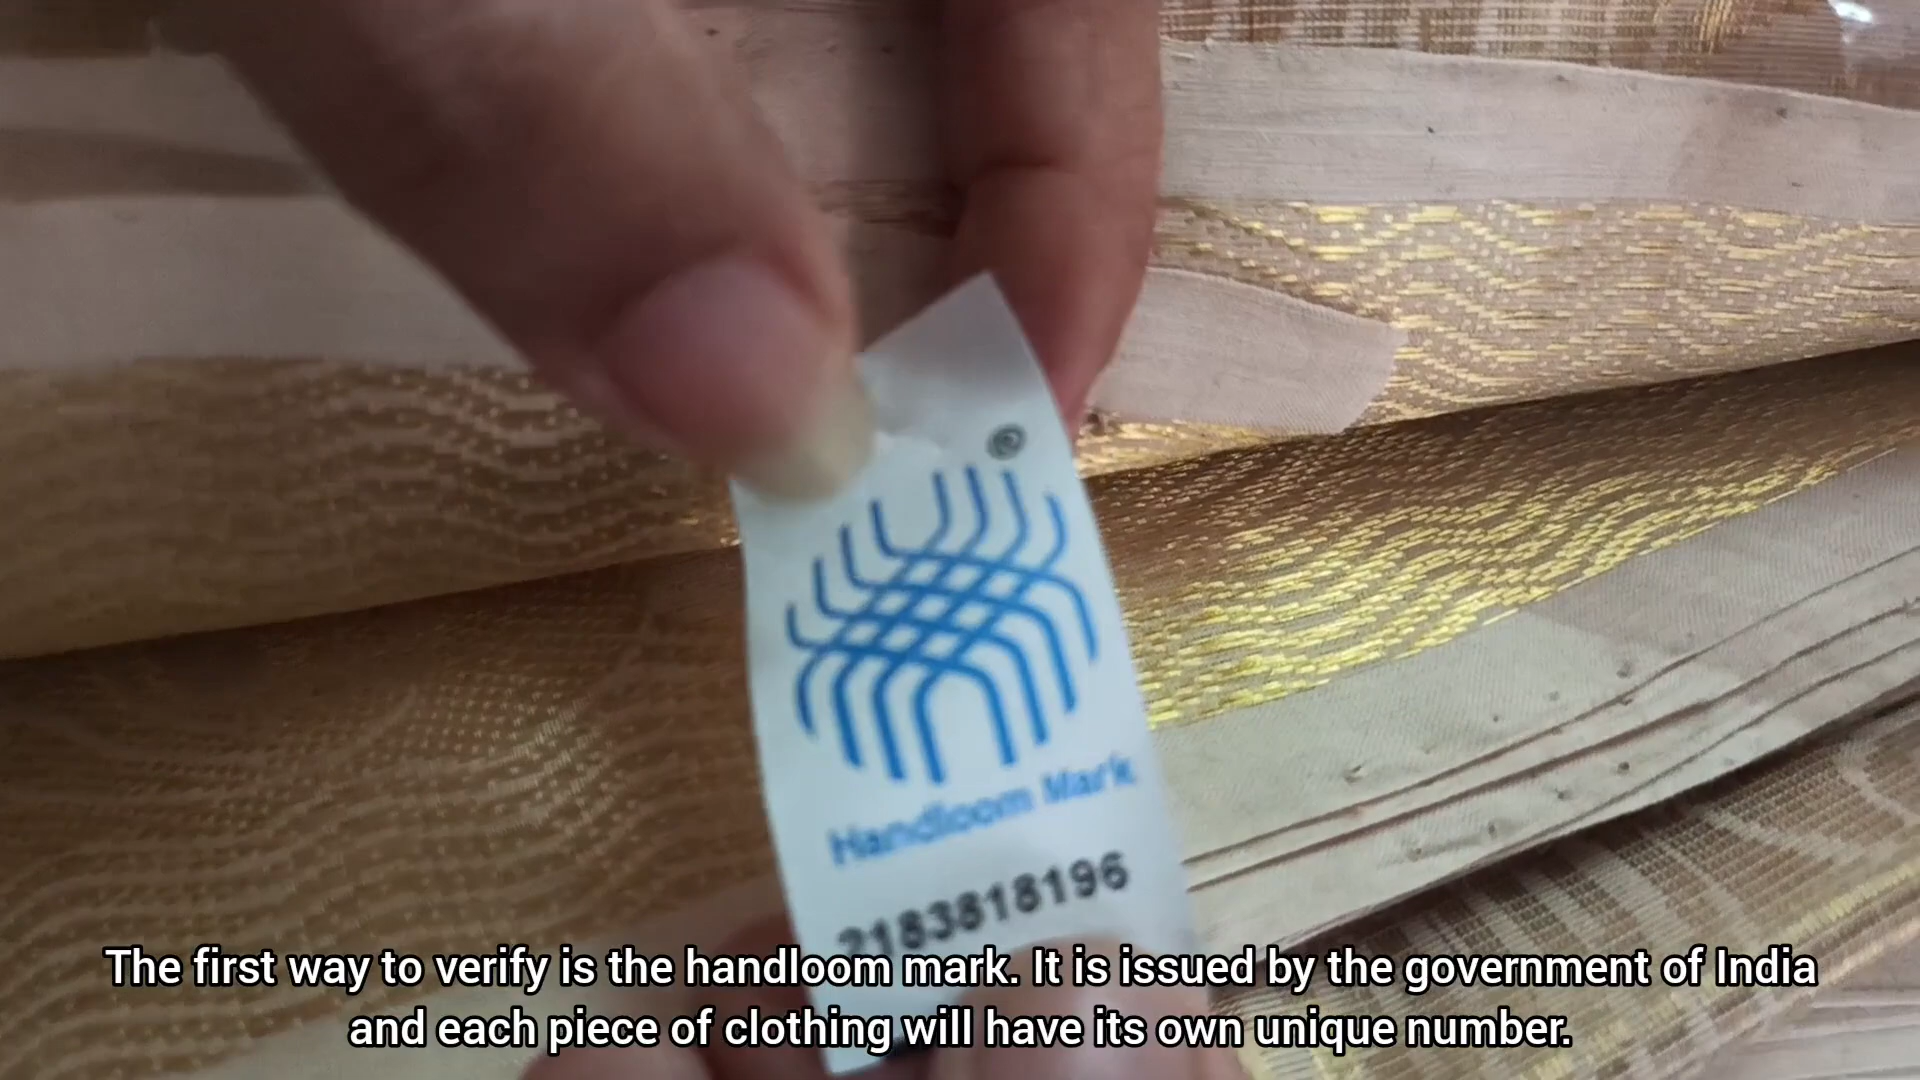 ®
Handloom Mark
2183818196
The first way to verify is the handloom mark. It is issued by the government of India
and each piece of clothing will have its own unique number.